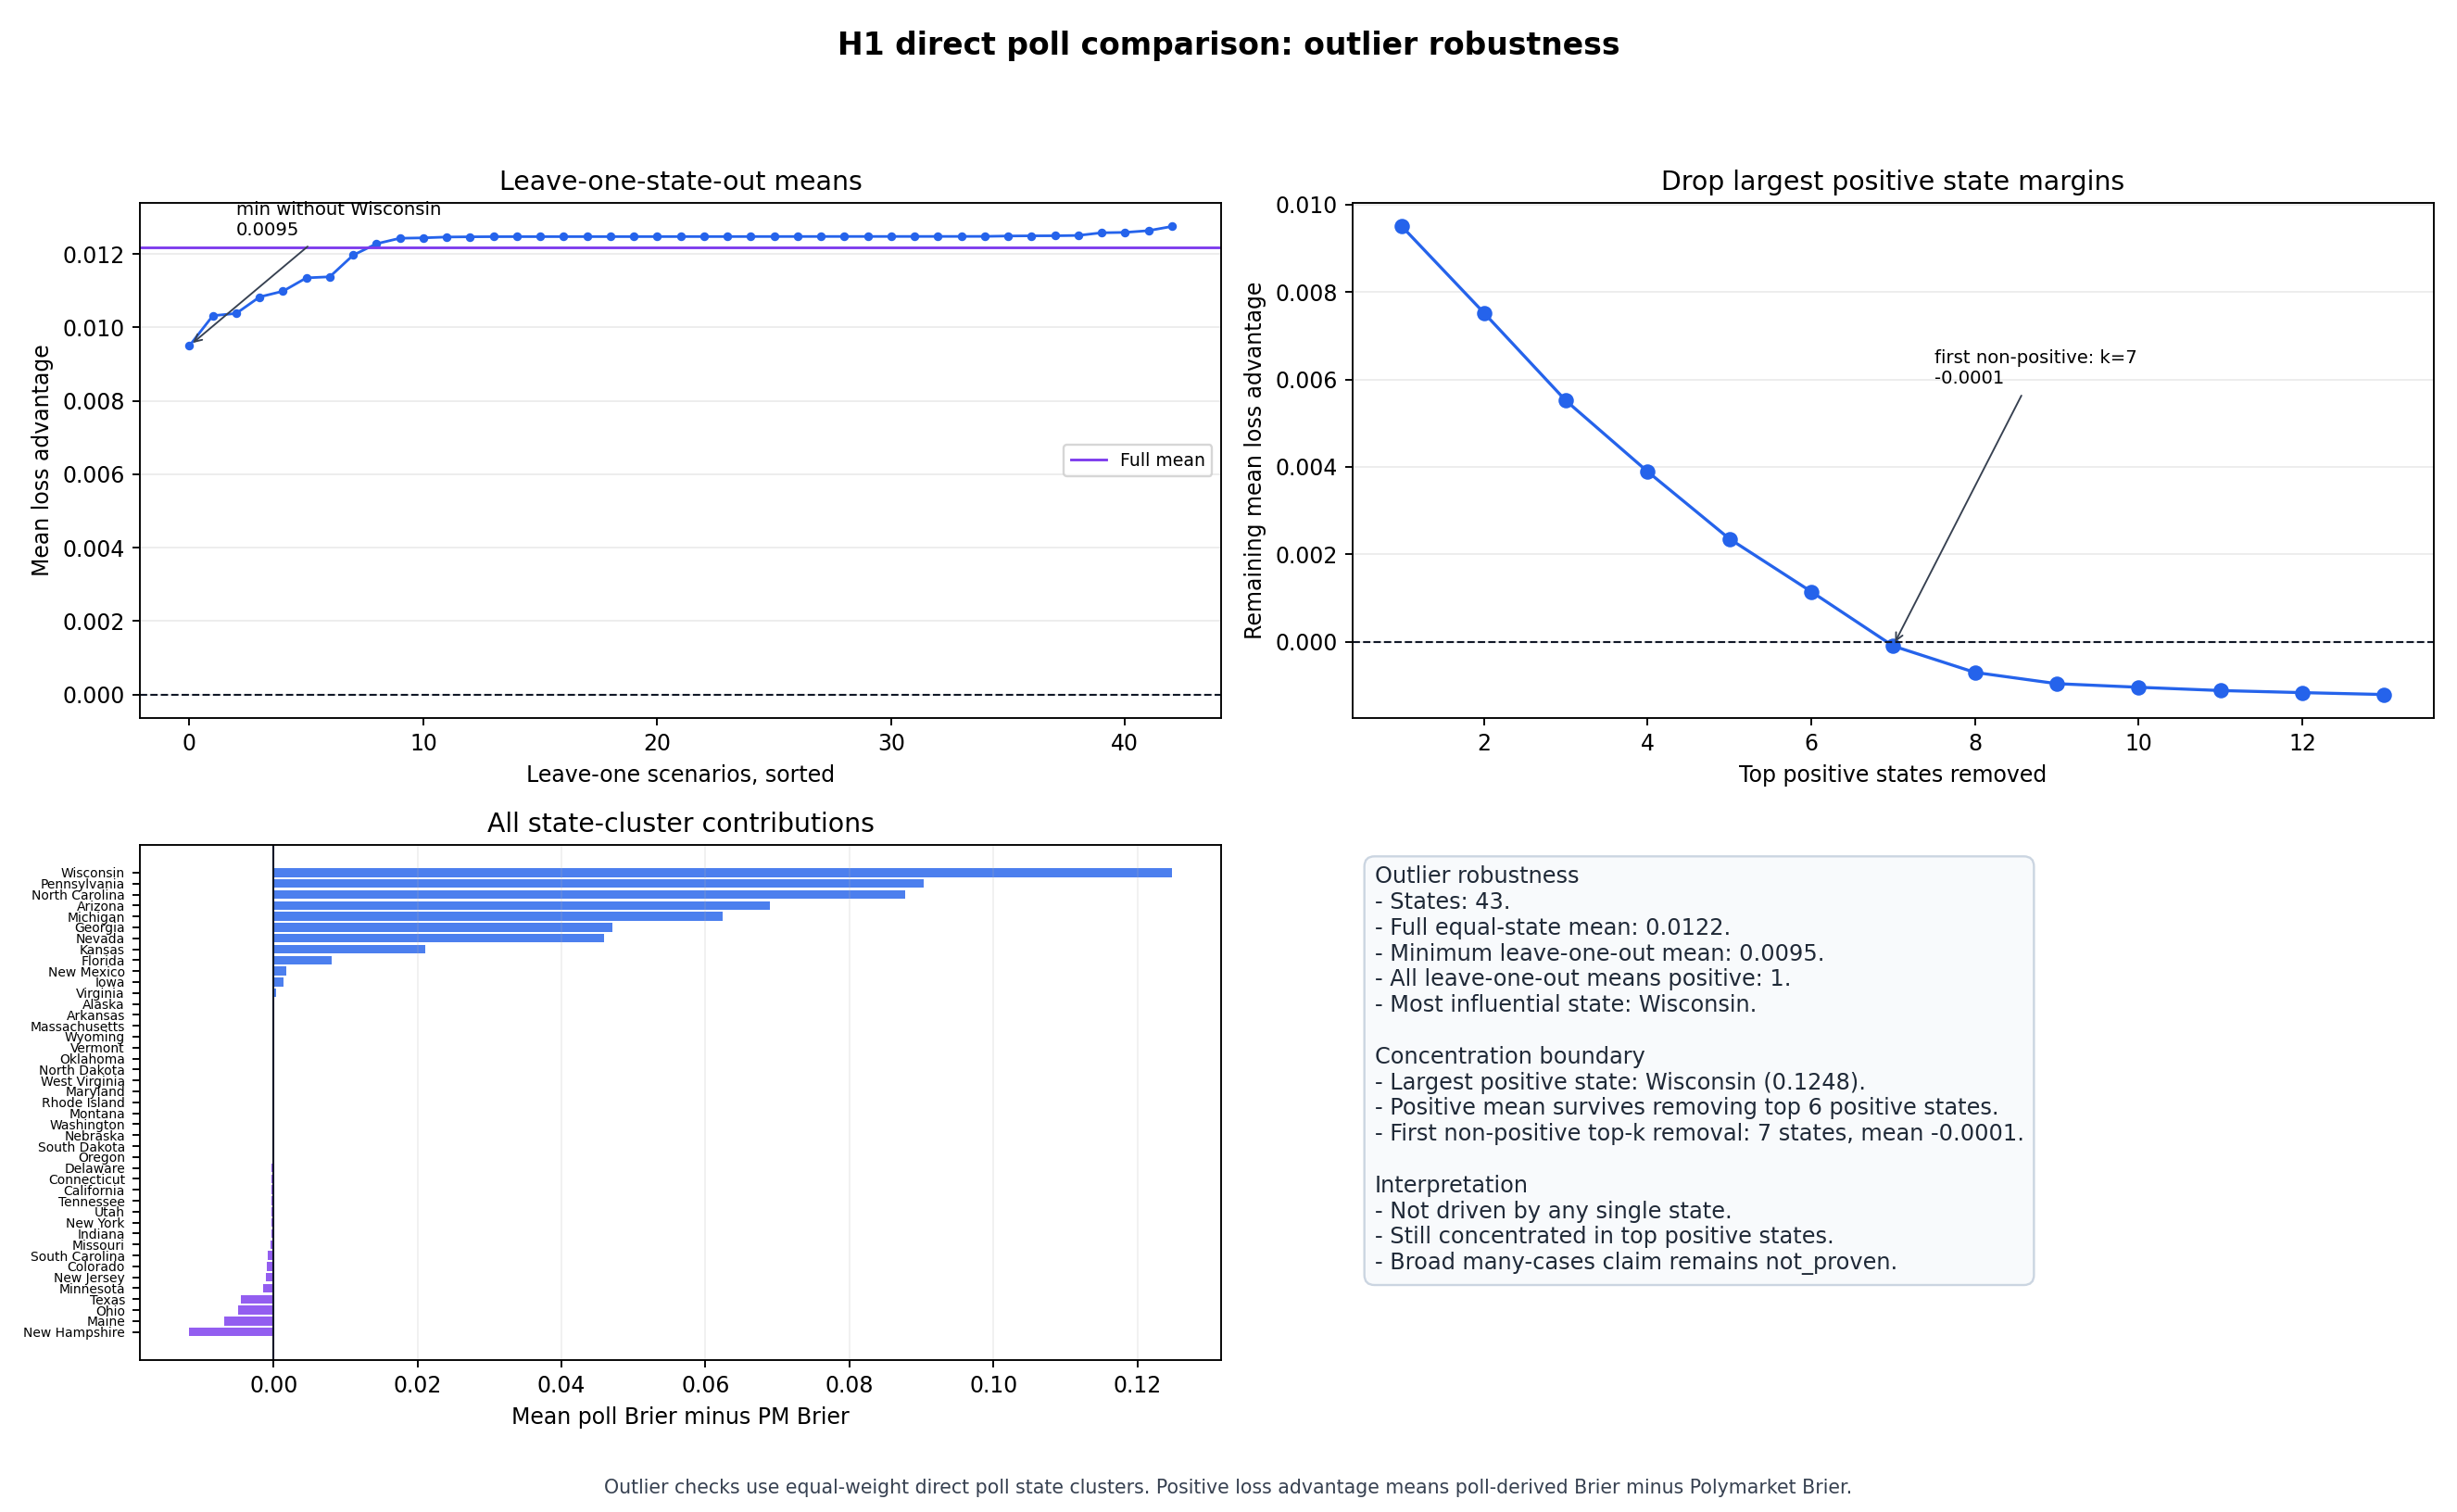 H1 direct poll comparison: outlier robustness
Leave-one-state-out means
min without Wisconsin
0.0095
Mean loss advantage
0.012
0.010
0.008
0.006
0.004
0.002
0.000
Full mean
0
10
20
30
40
Leave-one scenarios, sorted
Drop largest positive state margins
Remaining mean loss advantage
0.010
0.008
0.006
0.004
0.002
0.000
first non-positive: k=7
-0.0001
2
4
6
8
10
12
Top positive states removed
All state-cluster contributions
Wisconsin
Pennsylvania
North Carolina
Arizona
Michigan
Georgia
Nevada
Kansas
Florida
New Mexico
Iowa
Virginia
Alaska
Arkansas
Massachusetts
Wyoming
Vermont
Oklahoma
North Dakota
West Virginia
Maryland
Rhode Island
Montana
Washington
Nebraska
South Dakota
Oregon
Delaware
Connecticut
California
Tennessee
Utah
New York
Indiana
Missouri
South Carolina
Colorado
New Jersey
Minnesota
Texas
Ohio
Maine
New Hampshire
0.00
0.02
0.04
0.06
0.08
0.10
0.12
Mean poll Brier minus PM Brier
Outlier robustness
- States: 43.
- Full equal-state mean: 0.0122.
- Minimum leave-one-out mean: 0.0095.
- All leave-one-out means positive: 1.
- Most influential state: Wisconsin.
Concentration boundary
- Largest positive state: Wisconsin (0.1248).
- Positive mean survives removing top 6 positive states.
- First non-positive top-k removal: 7 states, mean -0.0001.
Interpretation
- Not driven by any single state.
- Still concentrated in top positive states.
- Broad many-cases claim remains not_proven.
Outlier checks use equal-weight direct poll state clusters. Positive loss advantage means poll-derived Brier minus Polymarket Brier.